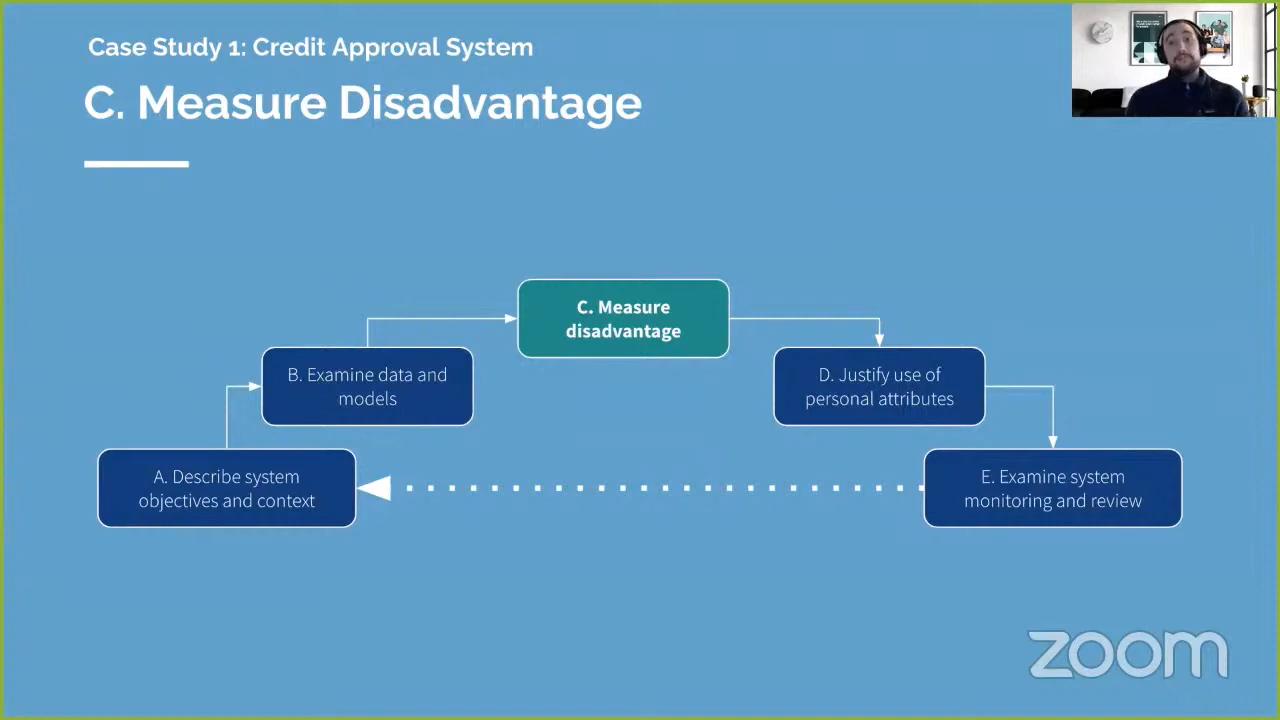 Case Study 1: Credit Approval System
C. Measure Disadvantage
C. Measure
disadvantage
B. Examine data and
models
D. Justify use of
personal attributes
A. Describe system
objectives and context
E. Examine system
monitoring and review
zoom